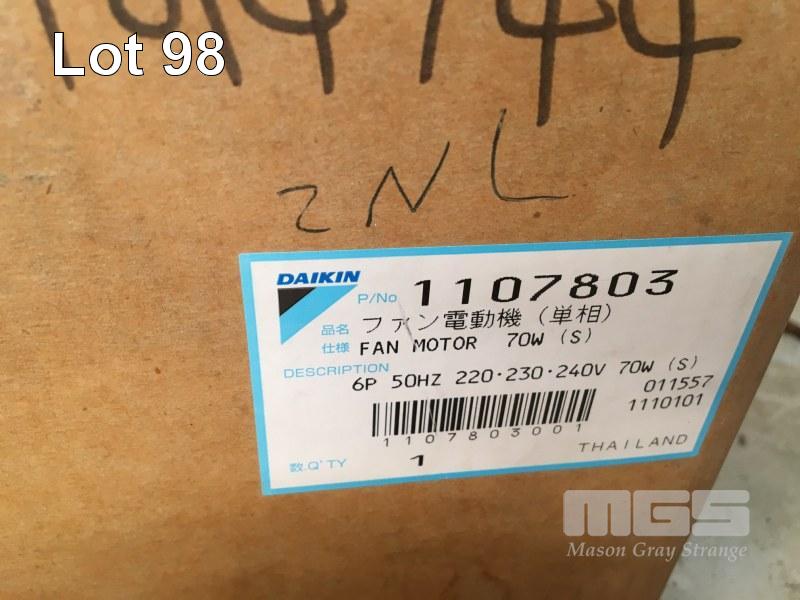 Lot 98
2NL
DAIKIN
P/No 1107803
品名 ファン電動機 (単相)
仕様 FAN MOTOR 70W (S)
DESCRIPTION
6P 50HZ 220・230・240V 70W (S)
011557
1110101
1107803001
THAILAND
数.Q'TY 1
MGS
Mason Gray Strange